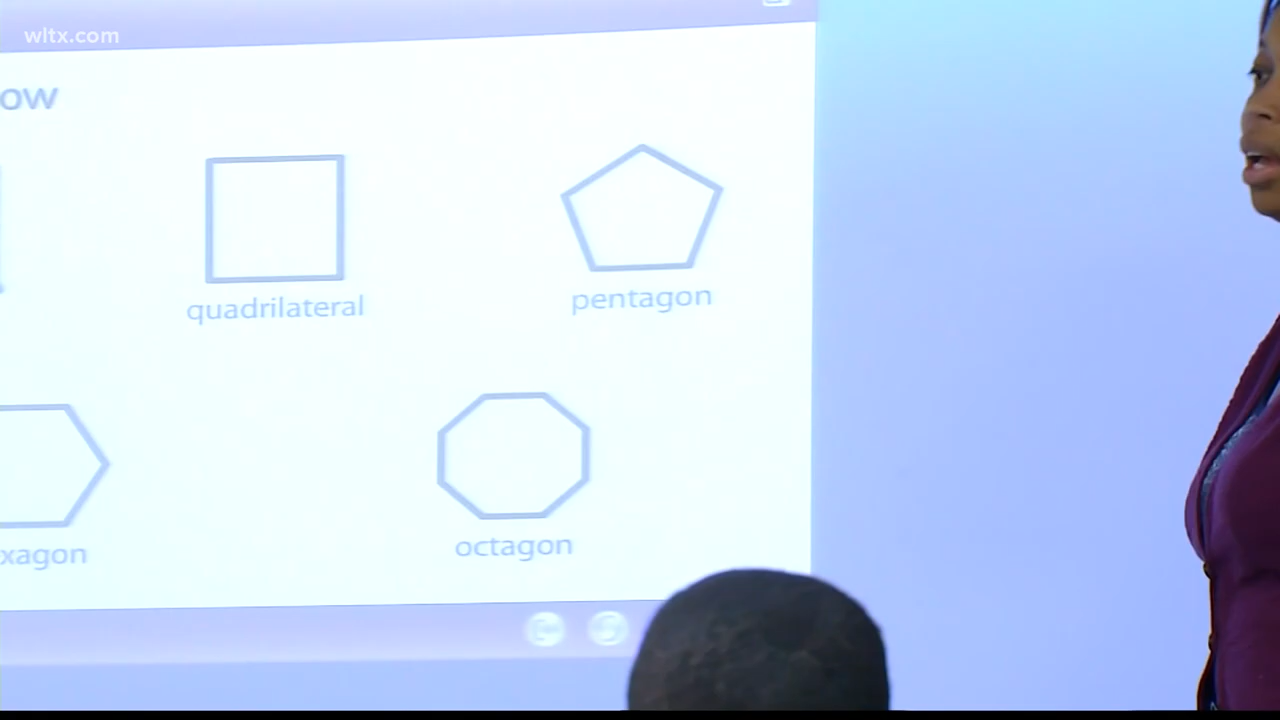 wltx.com
ow
quadrilateral
pentagon
xagon
octagon